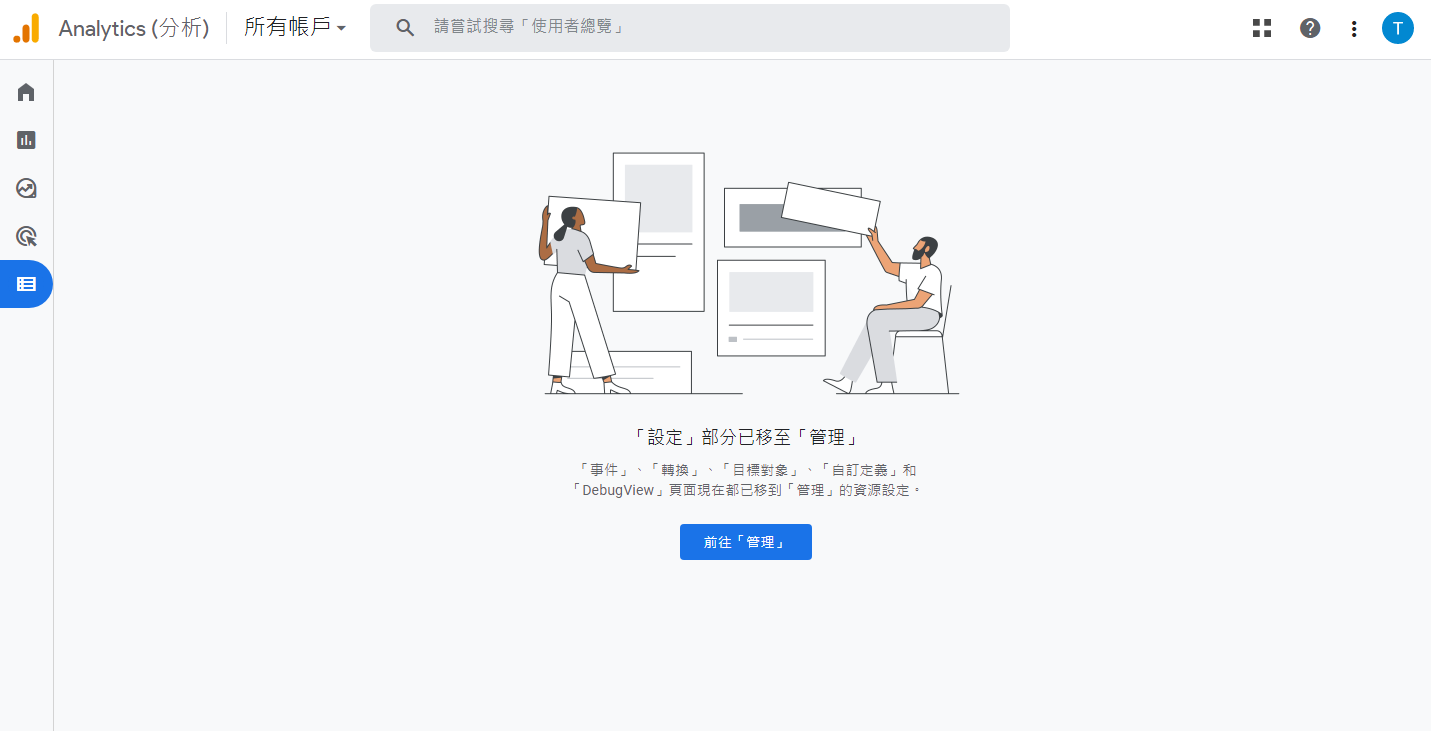 Analytics (分析)
所有帳戶
請嘗試搜尋「使用者總覽」
T
「設定」部分已移至「管理」
「事件」、「轉換」、「目標對象」、「自訂定義」和
「DebugView」頁面現在都已移到「管理」的資源設定。
前往「管理」